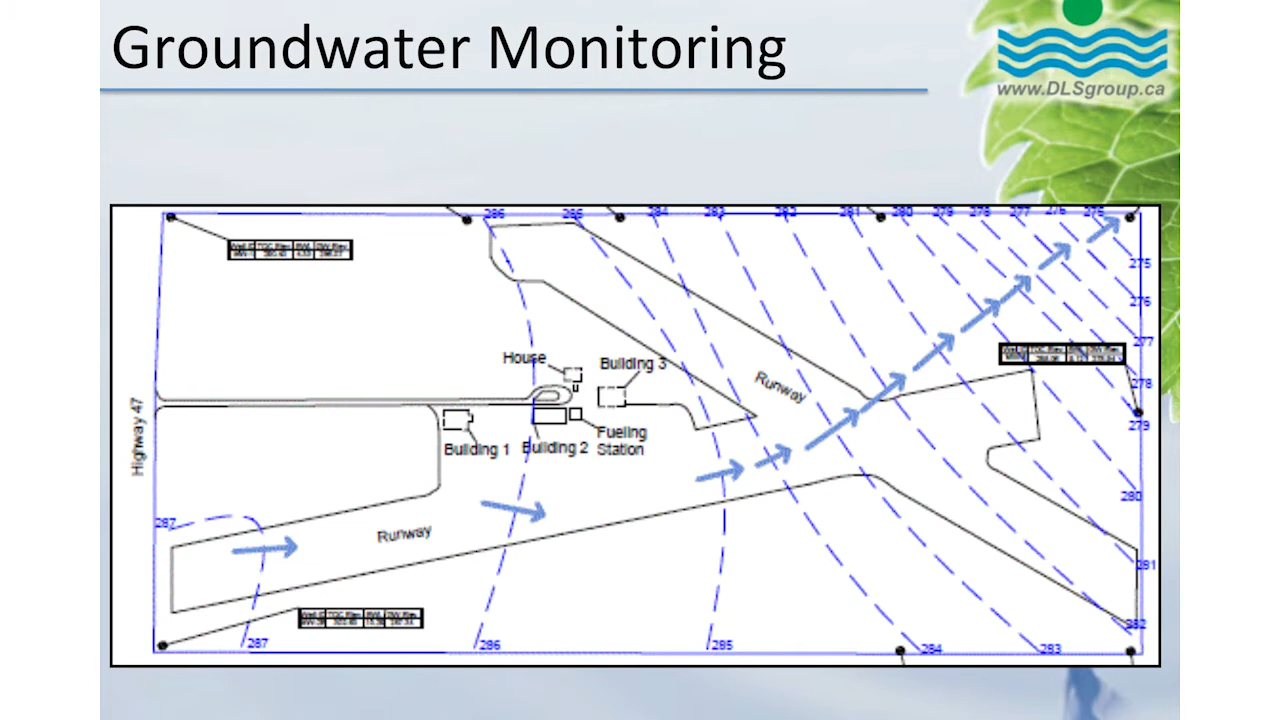 Groundwater Monitoring
www.DLSgroup.ca
286 285 284 283 282 281 280 279 278 277 276 275
275
276
277
278
279
280
281
282
House
Building 3
Runway
Highway 47
Building 1
Building 2
Fueling
Station
287
Runway
287 286 285 284 283